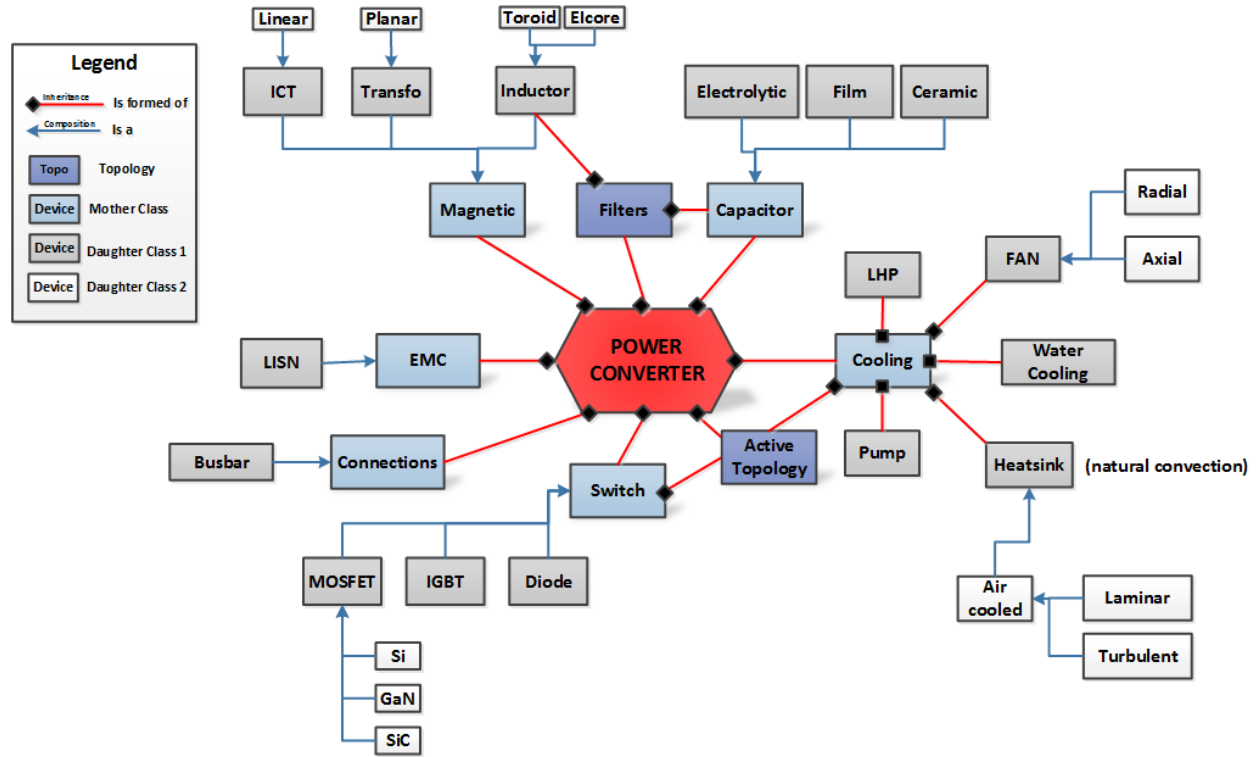 Legend
Inheritance
Is formed of
Composition
Is a
Topo
Topology
Device
Mother Class
Device
Daughter Class 1
Device
Daughter Class 2
Linear
Planar
Toroid
Elcore
ICT
Transfo
Inductor
Electrolytic
Film
Ceramic
Magnetic
Filters
Capacitor
Radial
Axial
FAN
LHP
LISN
EMC
POWER
CONVERTER
Cooling
Water
Cooling
Busbar
Connections
Switch
Active
Topology
Pump
Heatsink
(natural convection)
MOSFET
IGBT
Diode
Air
cooled
Laminar
Turbulent
Si
GaN
SiC